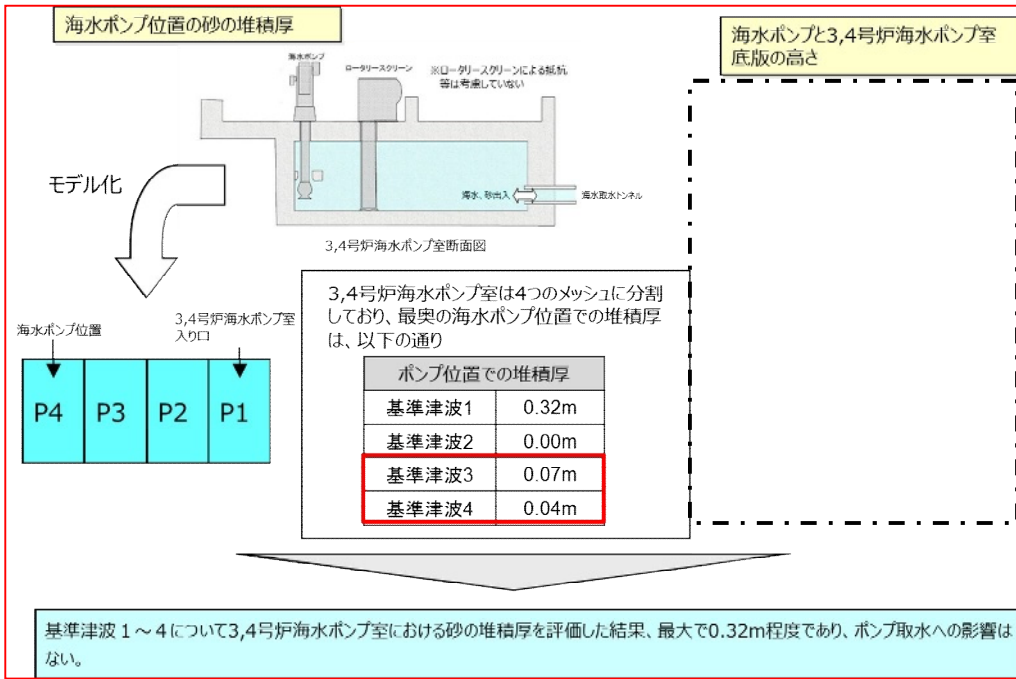 海水ポンプ位置の砂の堆積厚
海水ポンプと3,4号炉海水ポンプ室
底版の高さ
海水ポンプ
ロータリースクリーン
※ロータリースクリーンによる抵抗
等は考慮していない
モデル化
海水、砂出入
海水取水トンネル
3,4号炉海水ポンプ室断面図
海水ポンプ位置
3,4号炉海水ポンプ室
入り口
P4
P3
P2
P1
3,4号炉海水ポンプ室は4つのメッシュに分割
しており、最奥の海水ポンプ位置での堆積厚
は、以下の通り
ポンプ位置での堆積厚
基準津波1 0.32m
基準津波2 0.00m
基準津波3 0.07m
基準津波4 0.04m
基準津波1～4について3,4号炉海水ポンプ室における砂の堆積厚を評価した結果、最大で0.32m程度であり、ポンプ取水への影響は
ない。